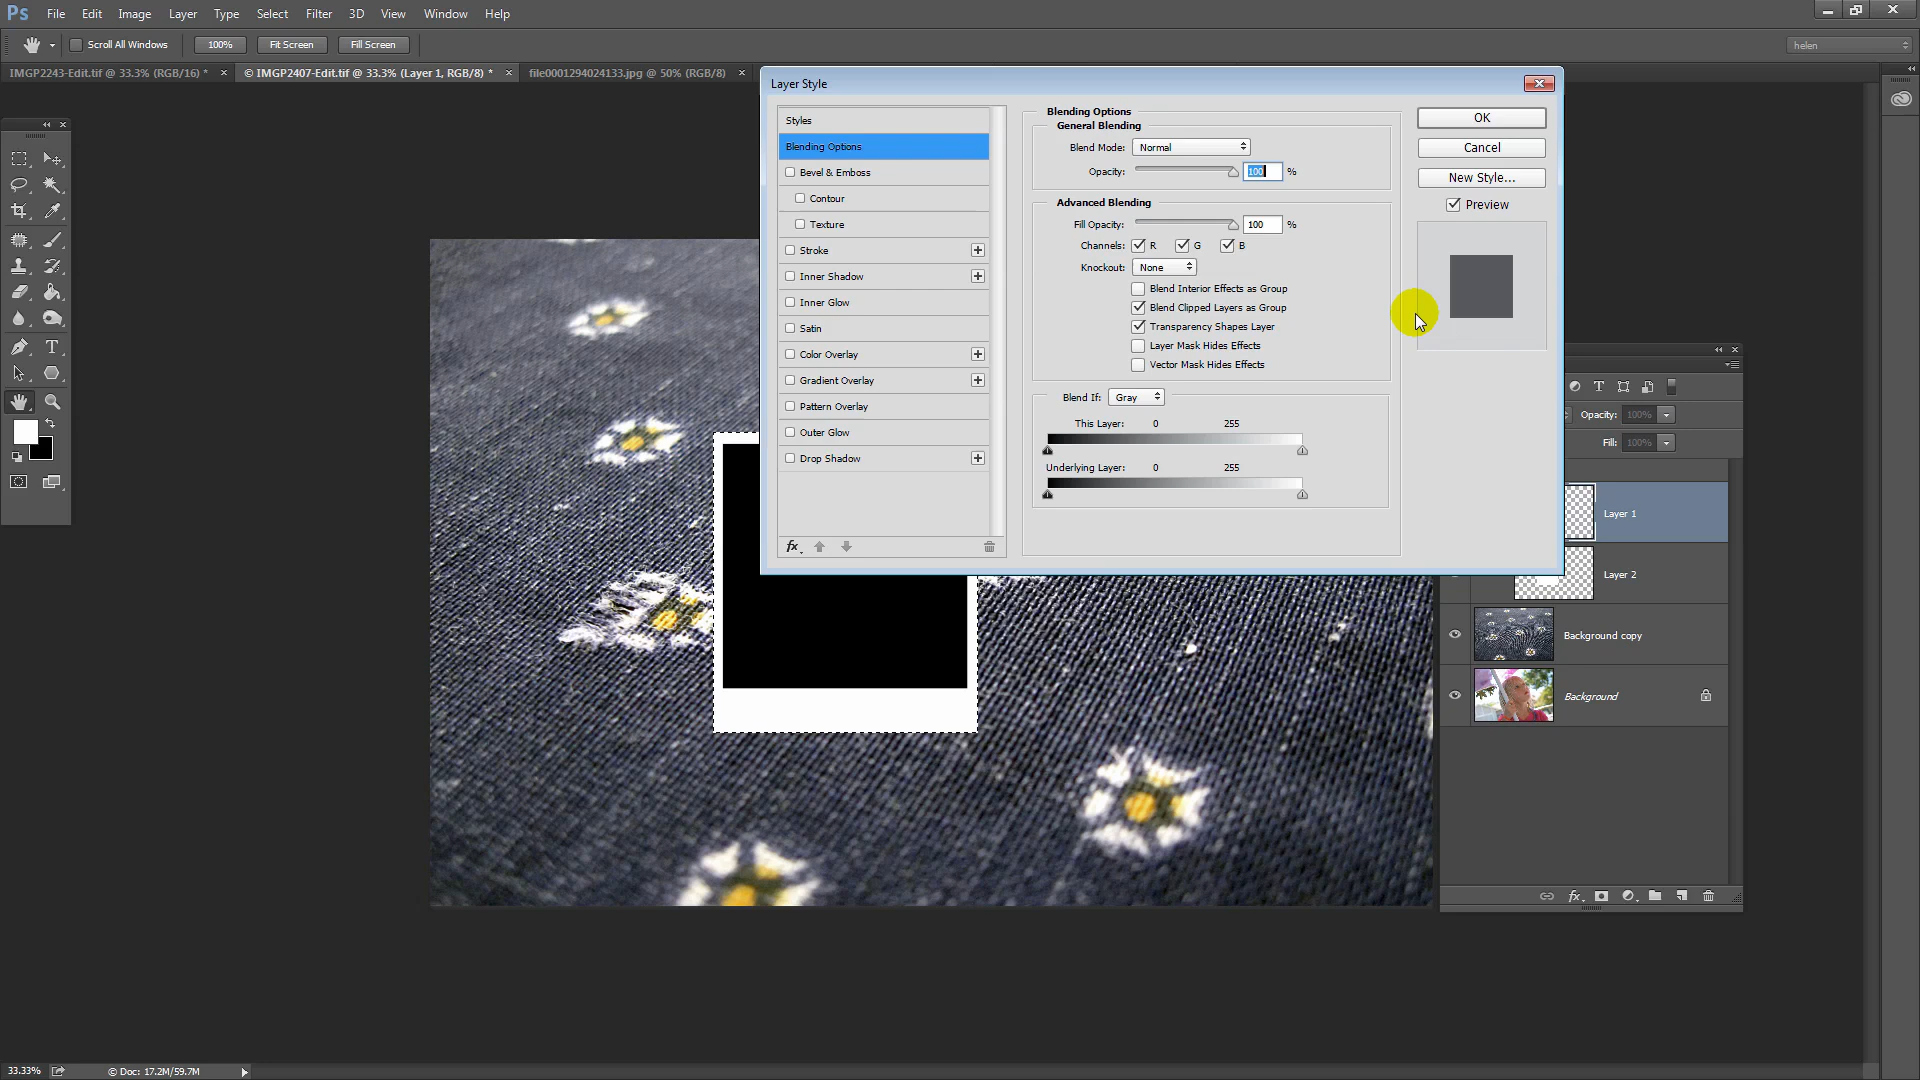 Ps File Edit Image Layer Type Select Filter 3D View Window Help
Scroll All Windows 100% Fit Screen Fill Screen helen
IMGP2243-Edit.tif @ 33.3% (RGB/16) * × © IMGP2407-Edit.tif @ 33.3% (Layer 1, RGB/8) * × file0001294024133.jpg @ 50% (RGB/8) ×
Layer Style
Styles
Blending Options
Bevel & Emboss
Contour
Texture
Stroke
Inner Shadow
Inner Glow
Satin
Color Overlay
Gradient Overlay
Pattern Overlay
Outer Glow
Drop Shadow
fx
Blending Options
General Blending
Blend Mode: Normal
Opacity: 100 %
Advanced Blending
Fill Opacity: 100 %
Channels: R G B
Knockout: None
Blend Interior Effects as Group
Blend Clipped Layers as Group
Transparency Shapes Layer
Layer Mask Hides Effects
Vector Mask Hides Effects
Blend If: Gray
This Layer: 0 255
Underlying Layer: 0 255
OK
Cancel
New Style...
Preview
T
Opacity: 100%
Fill: 100%
Layer 1
Layer 2
Background copy
Background
fx
T
33.33% © Doc: 17.2M/59.7M